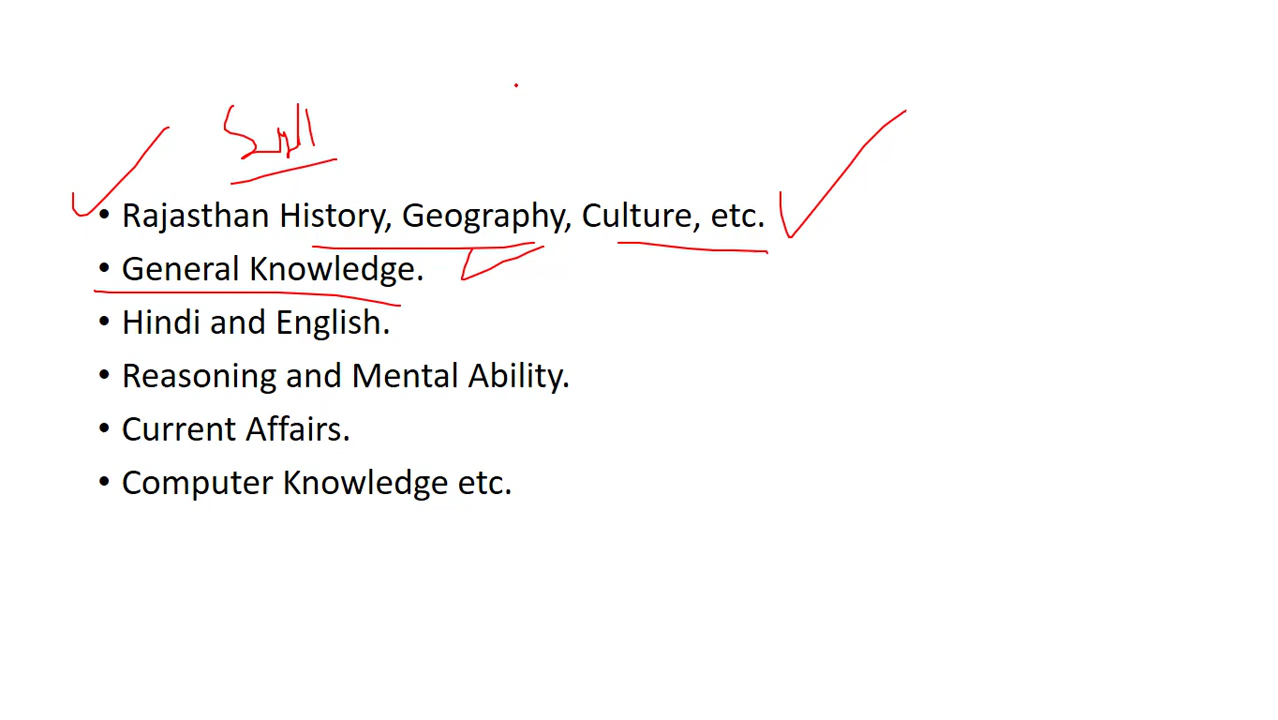 • Rajasthan History, Geography, Culture, etc.
• General Knowledge.
• Hindi and English.
• Reasoning and Mental Ability.
• Current Affairs.
• Computer Knowledge etc.